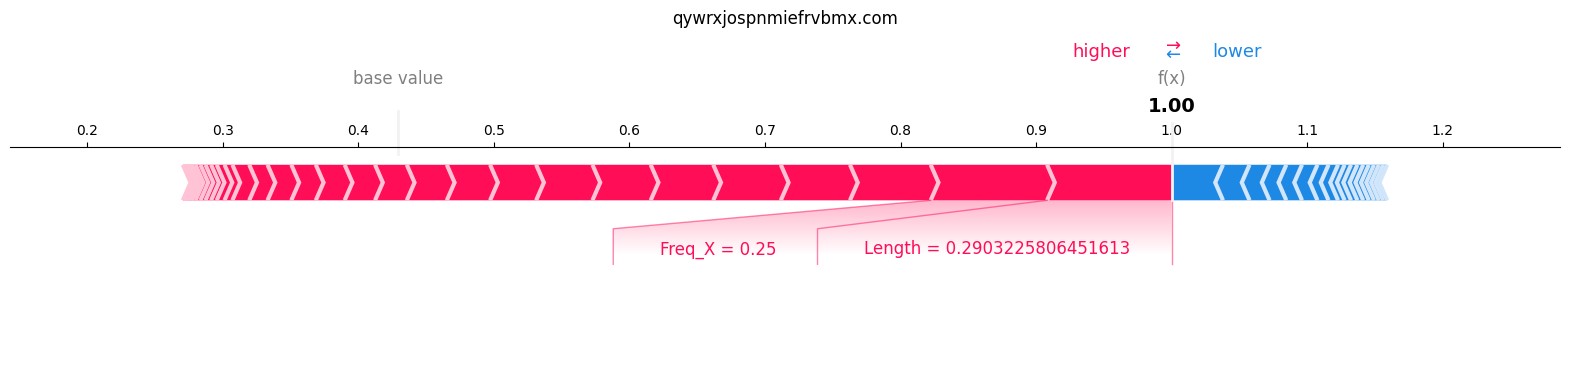 qywrxjospnmiefrvbmx.com
higher ⇄ lower
base value f(x)
1.00
0.2 0.3 0.4 0.5 0.6 0.7 0.8 0.9 1.0 1.1 1.2
Freq_X = 0.25 Length = 0.2903225806451613